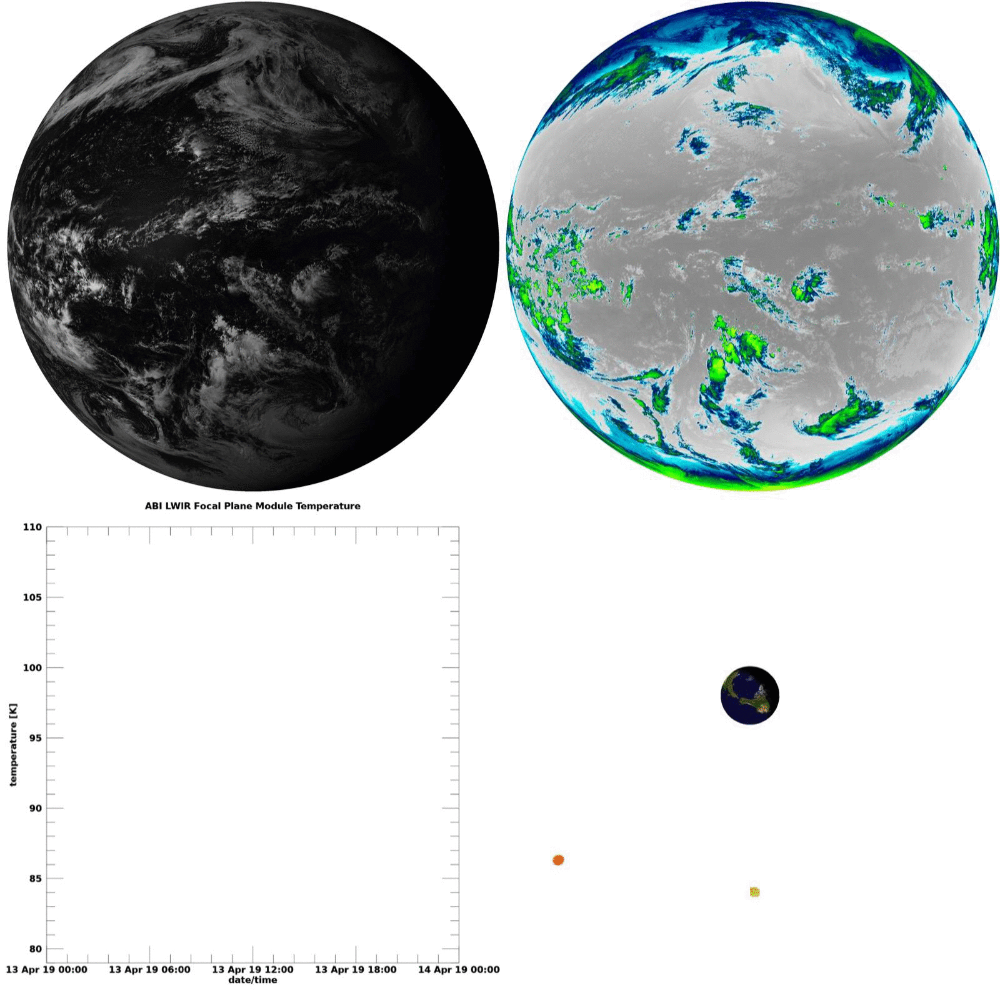 ABI LWIR Focal Plane Module Temperature
110
105
100
95
90
85
80
temperature [K]
13 Apr 19 00:00 13 Apr 19 06:00 13 Apr 19 12:00 13 Apr 19 18:00 14 Apr 19 00:00
date/time